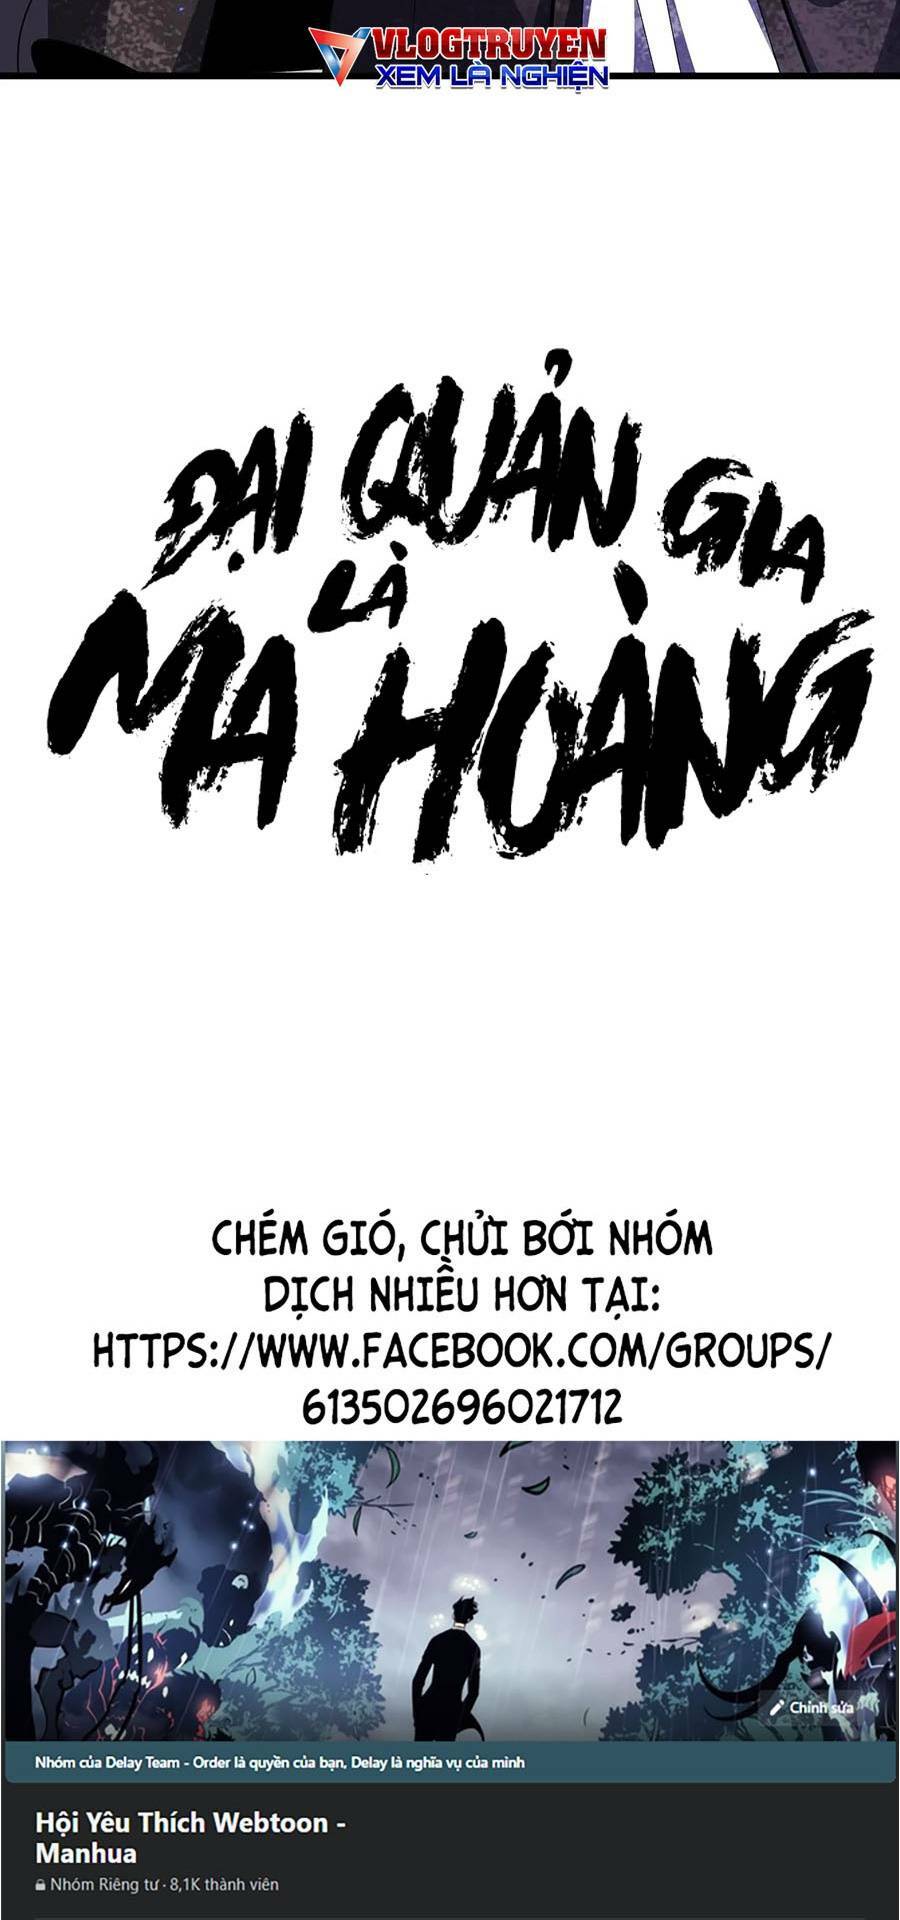 VLOGTRUYEN
XEM LÀ NGHIỆN
ĐẠI QUẢN GIA
LÀ
MA HOÀNG
CHÉM GIÓ, CHỬI BỚI NHÓM
DỊCH NHIỀU HƠN TẠI:
HTTPS://WWW.FACEBOOK.COM/GROUPS/
613502696021712
Chỉnh sửa
Nhóm của Delay Team - Order là quyền của bạn, Delay là nghĩa vụ của mình
Hội Yêu Thích Webtoon -
Manhua
Nhóm Riêng tư · 8,1K thành viên